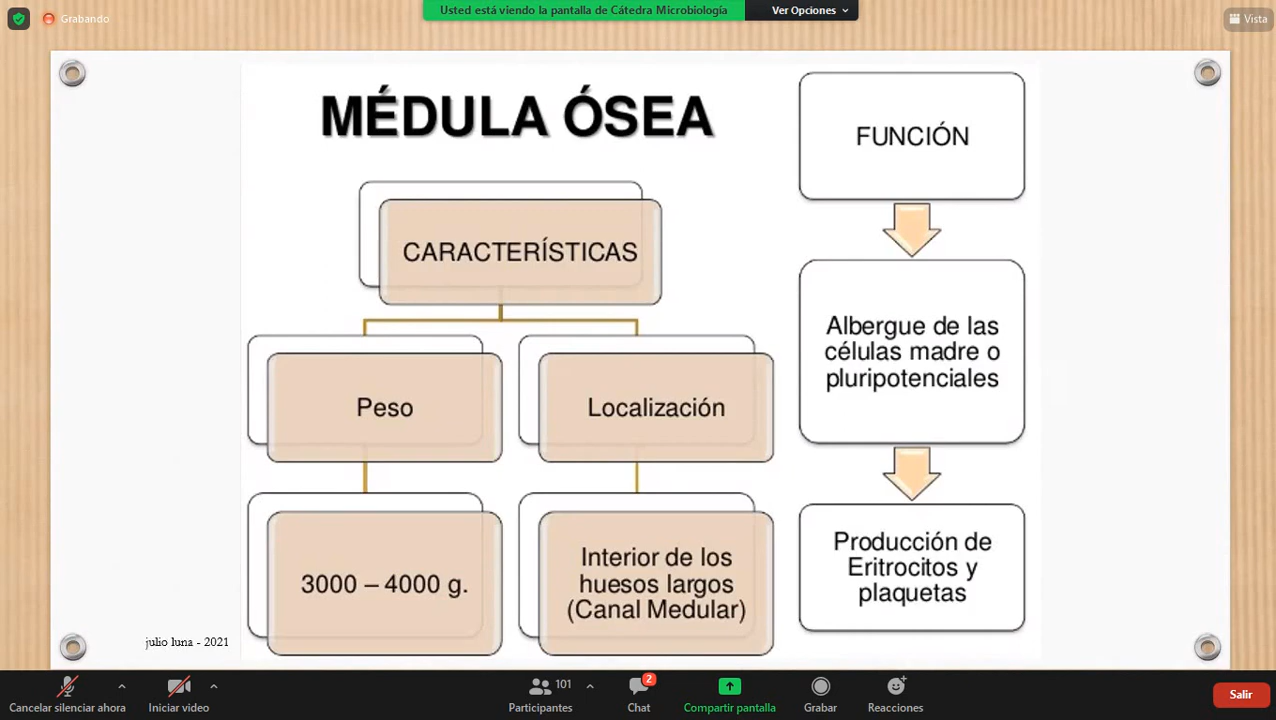 Grabando
Usted está viendo la pantalla de Cátedra Microbiología
Ver Opciones
Vista
MÉDULA ÓSEA
CARACTERÍSTICAS
Peso
Localización
3000 – 4000 g.
Interior de los
huesos largos
(Canal Medular)
FUNCIÓN
Albergue de las
células madre o
pluripotenciales
Producción de
Eritrocitos y
plaquetas
julio luna - 2021
Cancelar silenciar ahora
Iniciar video
101
Participantes
2
Chat
Compartir pantalla
Grabar
Reacciones
Salir